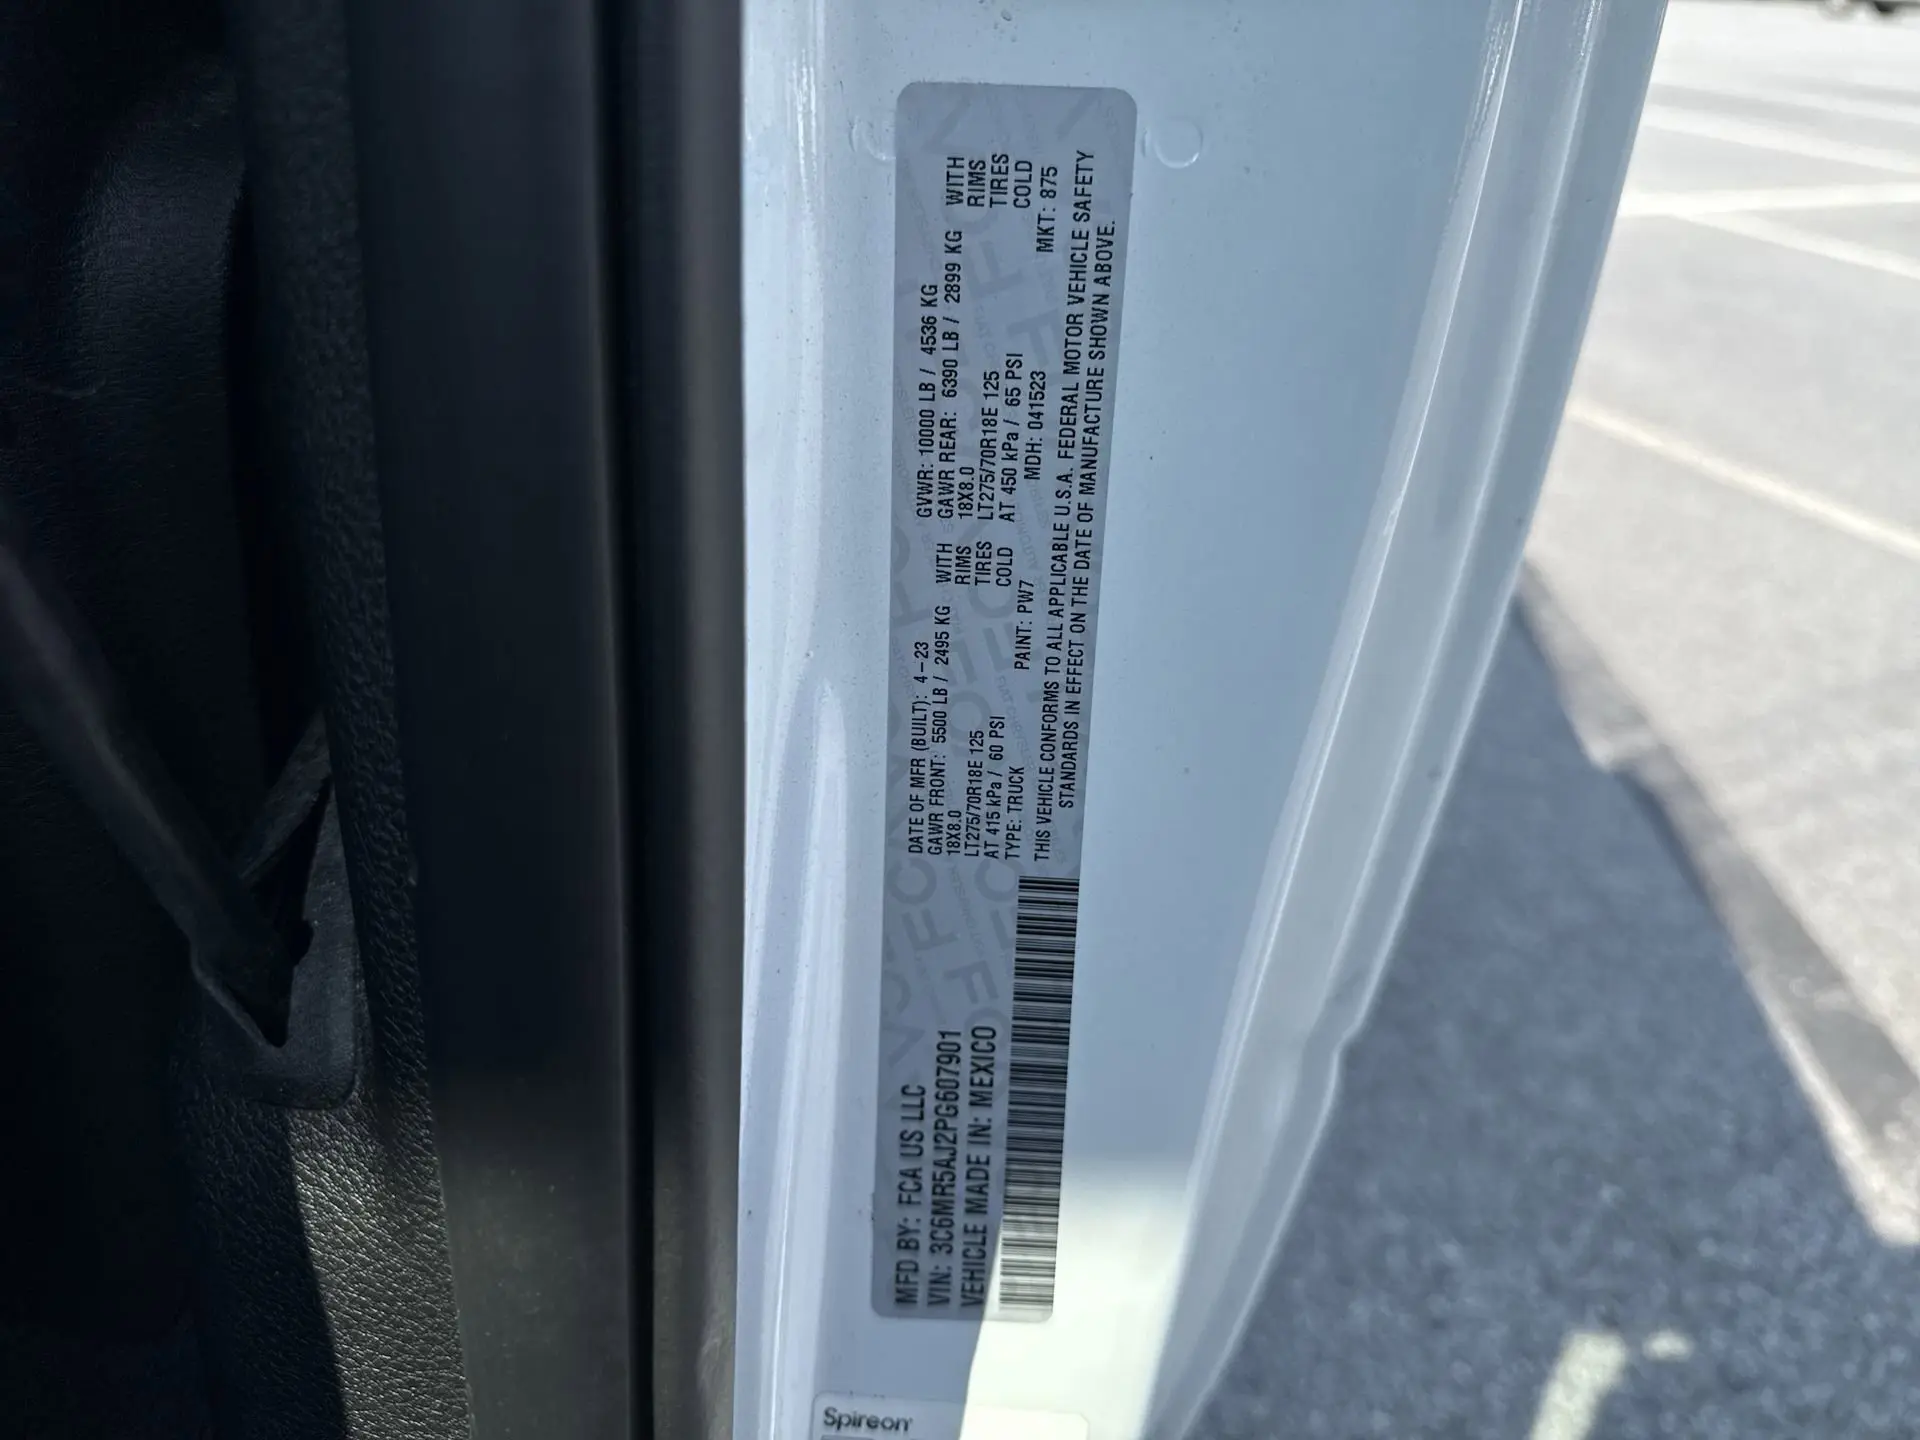 MFD BY: FCA US LLC
VIN: 3C6MR5AJ2PG607901
VEHICLE MADE IN: MEXICO
DATE OF MFR (BUILT): 4-23 GVWR: 10000 LB / 4536 KG
GAWR FRONT: 5500 LB / 2495 KG WITH GAWR REAR: 6390 LB / 2899 KG WITH
18X8.0 RIMS 18X8.0 RIMS
LT275/70R18E 125 TIRES LT275/70R18E 125 TIRES
AT 415 kPa / 60 PSI COLD AT 450 kPa / 65 PSI COLD
TYPE: TRUCK PAINT: PW7 MDH: 041523 MKT: 875
THIS VEHICLE CONFORMS TO ALL APPLICABLE U.S.A. FEDERAL MOTOR VEHICLE SAFETY
STANDARDS IN EFFECT ON THE DATE OF MANUFACTURE SHOWN ABOVE.
Spireon